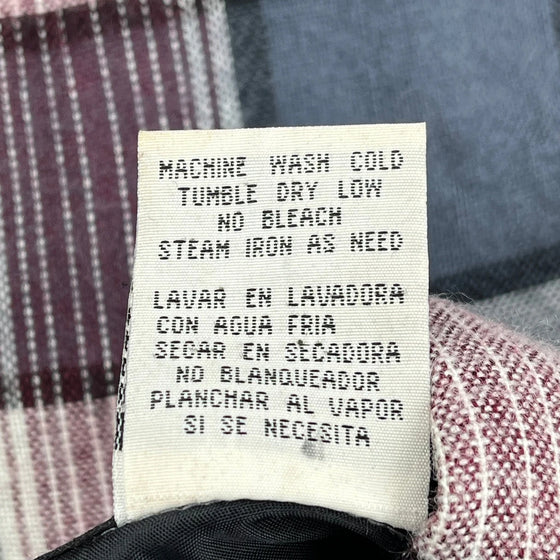 MACHINE WASH COLD
TUMBLE DRY LOW
NO BLEACH
STEAM IRON AS NEED
LAVAR EN LAVADORA
CON AGUA FRIA
SECAR EN SECADORA
NO BLANQUEADOR
PLANCHAR AL VAPOR
SI SE NECESITA